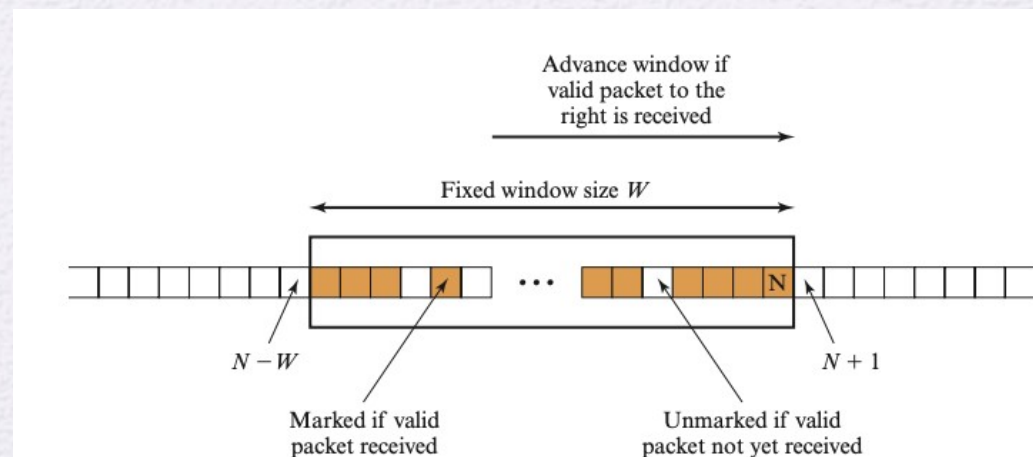 Advance window if
valid packet to the
right is received
Fixed window size W
...
N
N – W
N + 1
Marked if valid
packet received
Unmarked if valid
packet not yet received